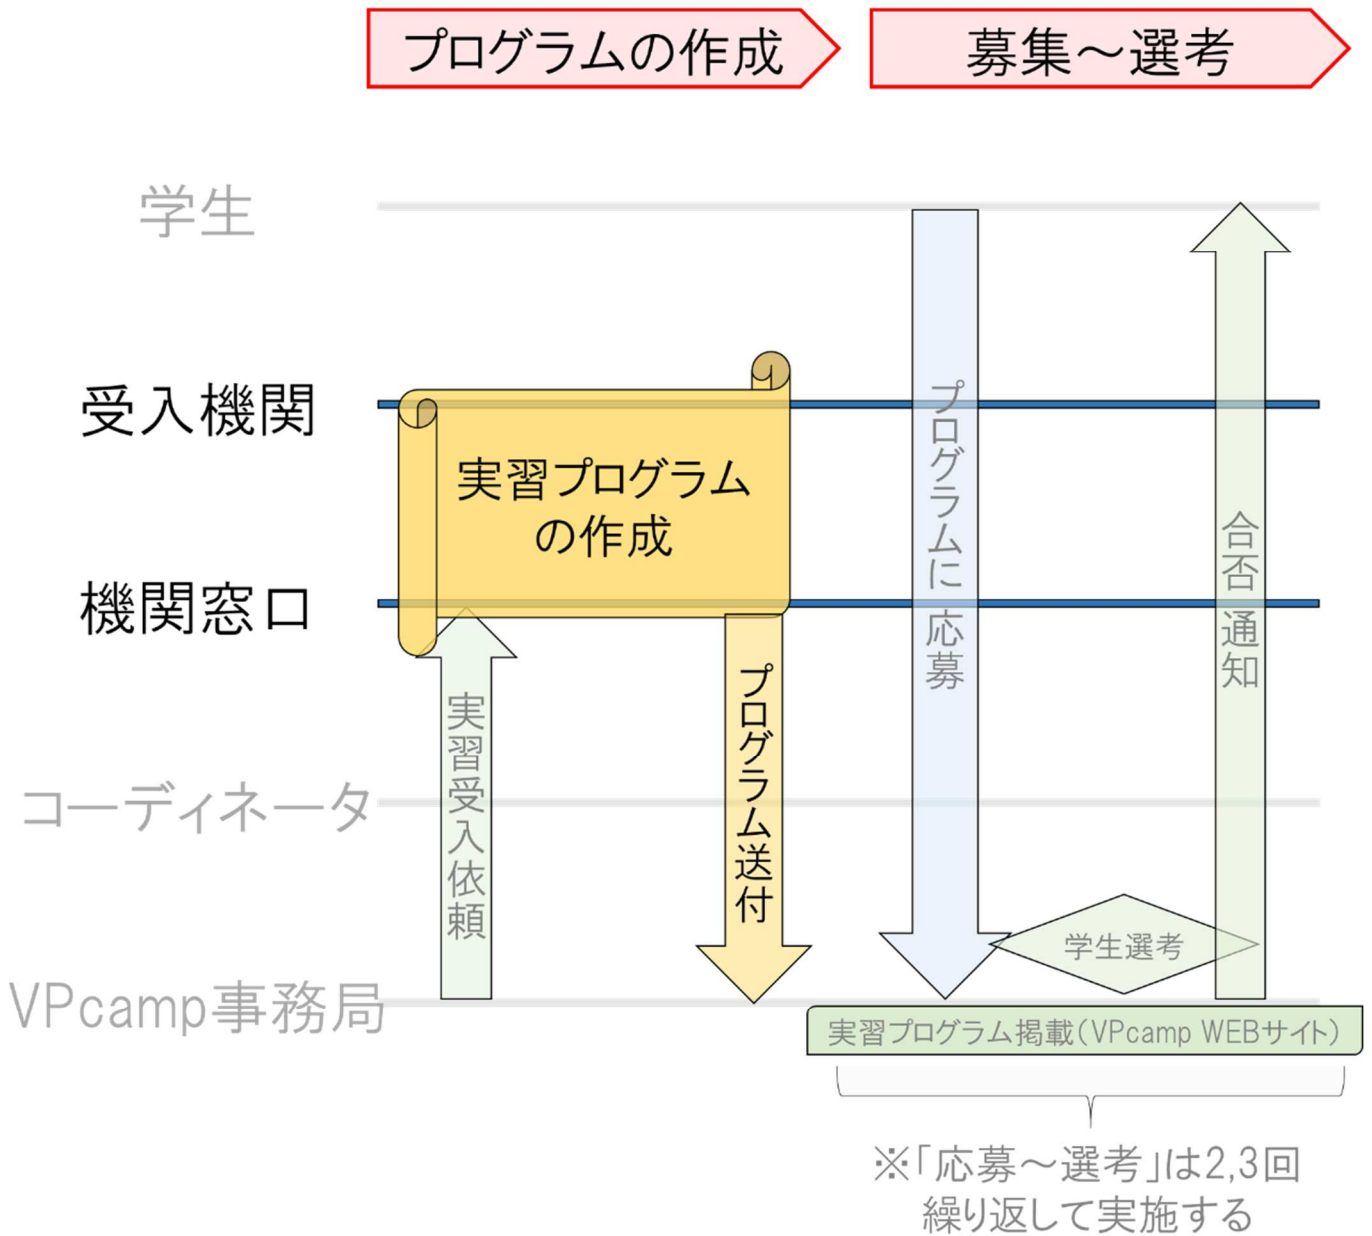 プログラムの作成
募集～選考
学生
受入機関
機関窓口
コーディネータ
VPcamp事務局
実習プログラム
の作成
実習受入依頼
プログラム送付
プログラムに応募
合否通知
学生選考
実習プログラム掲載(VPcamp WEBサイト)
※「応募～選考」は2,3回
繰り返して実施する